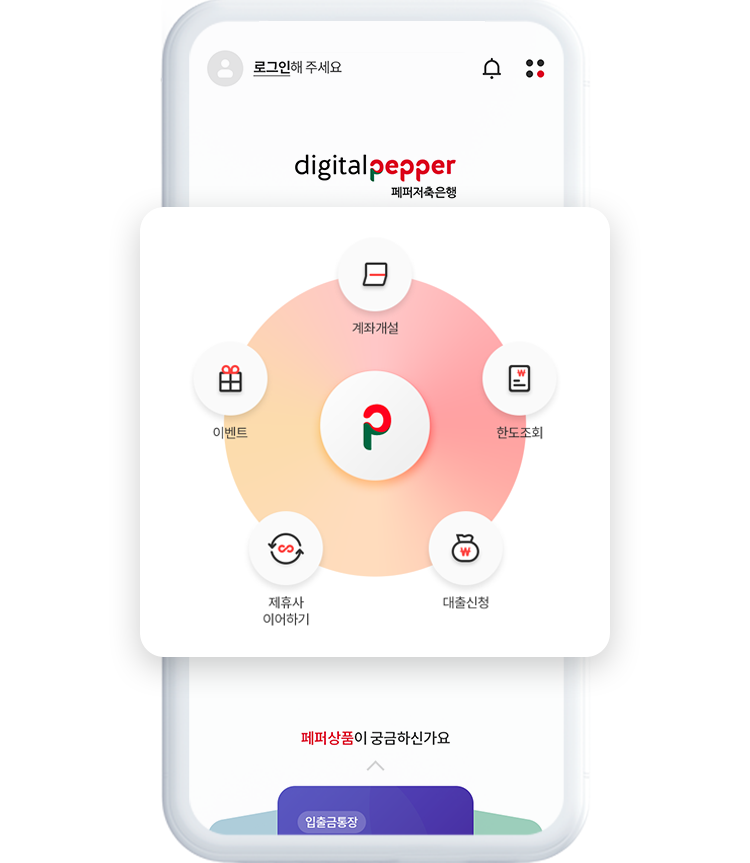 로그인해 주세요
digitalpepper
페퍼저축은행
계좌개설
이벤트
한도조회
제휴사
이어하기
대출신청
페퍼상품이 궁금하신가요
입출금통장